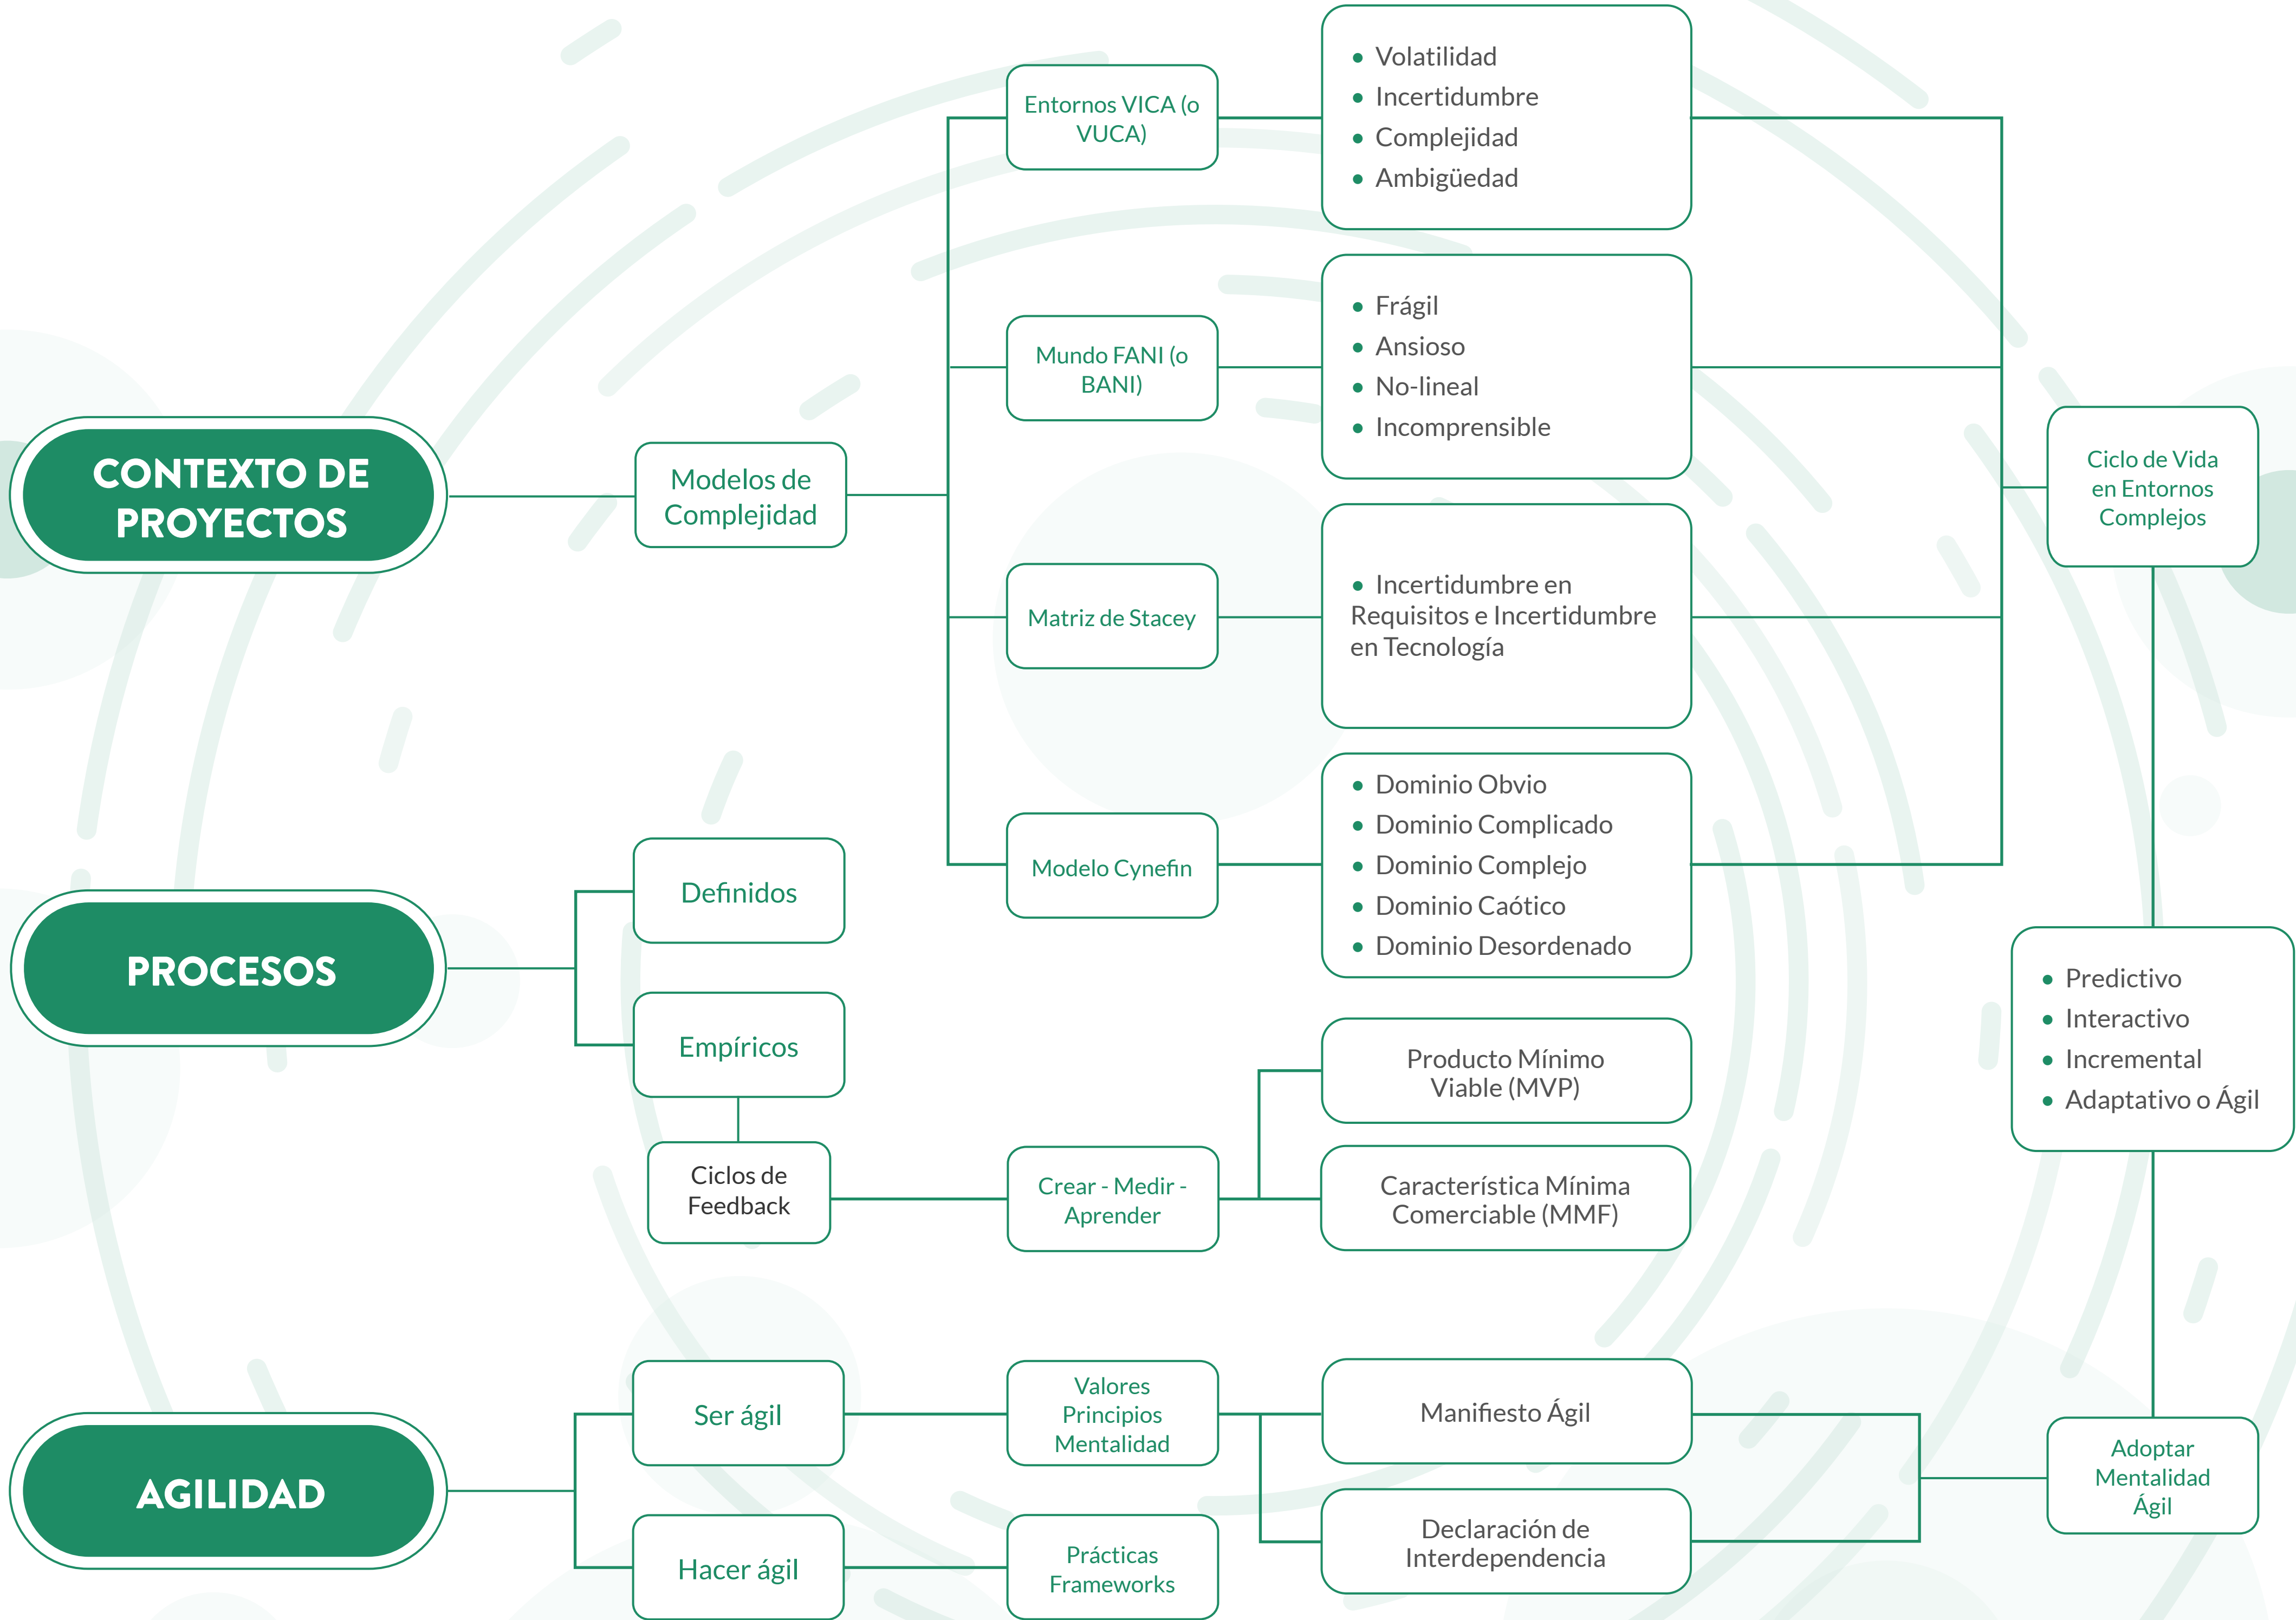 CONTEXTO DE
PROYECTOS
Modelos de
Complejidad
Entornos VICA (o
VUCA)
• Volatilidad
• Incertidumbre
• Complejidad
• Ambigüedad
Mundo FANI (o
BANI)
• Frágil
• Ansioso
• No-lineal
• Incomprensible
Matriz de Stacey
• Incertidumbre en
Requisitos e Incertidumbre
en Tecnología
Modelo Cynefin
• Dominio Obvio
• Dominio Complicado
• Dominio Complejo
• Dominio Caótico
• Dominio Desordenado
Ciclo de Vida
en Entornos
Complejos
• Predictivo
• Interactivo
• Incremental
• Adaptativo o Ágil
PROCESOS
Definidos
Empíricos
Ciclos de
Feedback
Crear - Medir -
Aprender
Producto Mínimo
Viable (MVP)
Característica Mínima
Comerciable (MMF)
AGILIDAD
Ser ágil
Valores
Principios
Mentalidad
Manifiesto Ágil
Declaración de
Interdependencia
Adoptar
Mentalidad
Ágil
Hacer ágil
Prácticas
Frameworks